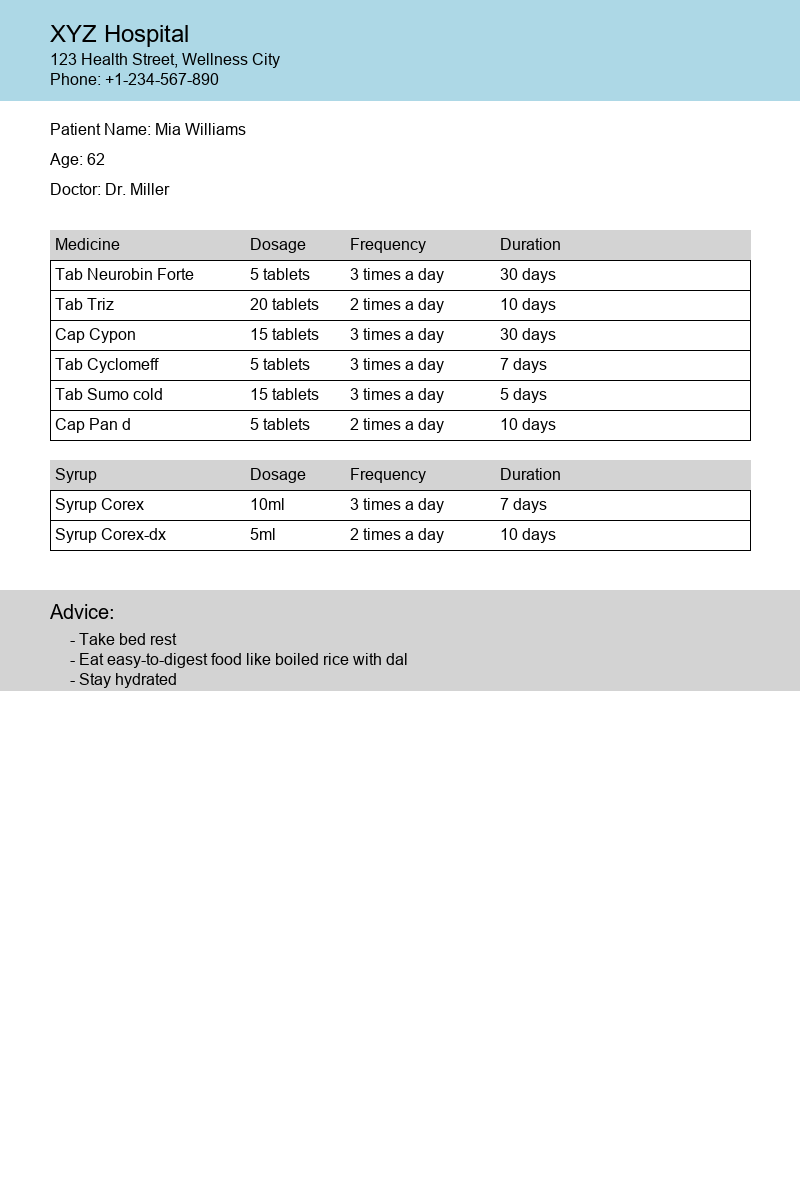 XYZ Hospital
123 Health Street, Wellness City
Phone: +1-234-567-890
Patient Name: Mia Williams
Age: 62
Doctor: Dr. Miller
Medicine Dosage Frequency Duration
Tab Neurobin Forte 5 tablets 3 times a day 30 days
Tab Triz 20 tablets 2 times a day 10 days
Cap Cypon 15 tablets 3 times a day 30 days
Tab Cyclomeff 5 tablets 3 times a day 7 days
Tab Sumo cold 15 tablets 3 times a day 5 days
Cap Pan d 5 tablets 2 times a day 10 days
Syrup Dosage Frequency Duration
Syrup Corex 10ml 3 times a day 7 days
Syrup Corex-dx 5ml 2 times a day 10 days
Advice:
- Take bed rest
- Eat easy-to-digest food like boiled rice with dal
- Stay hydrated